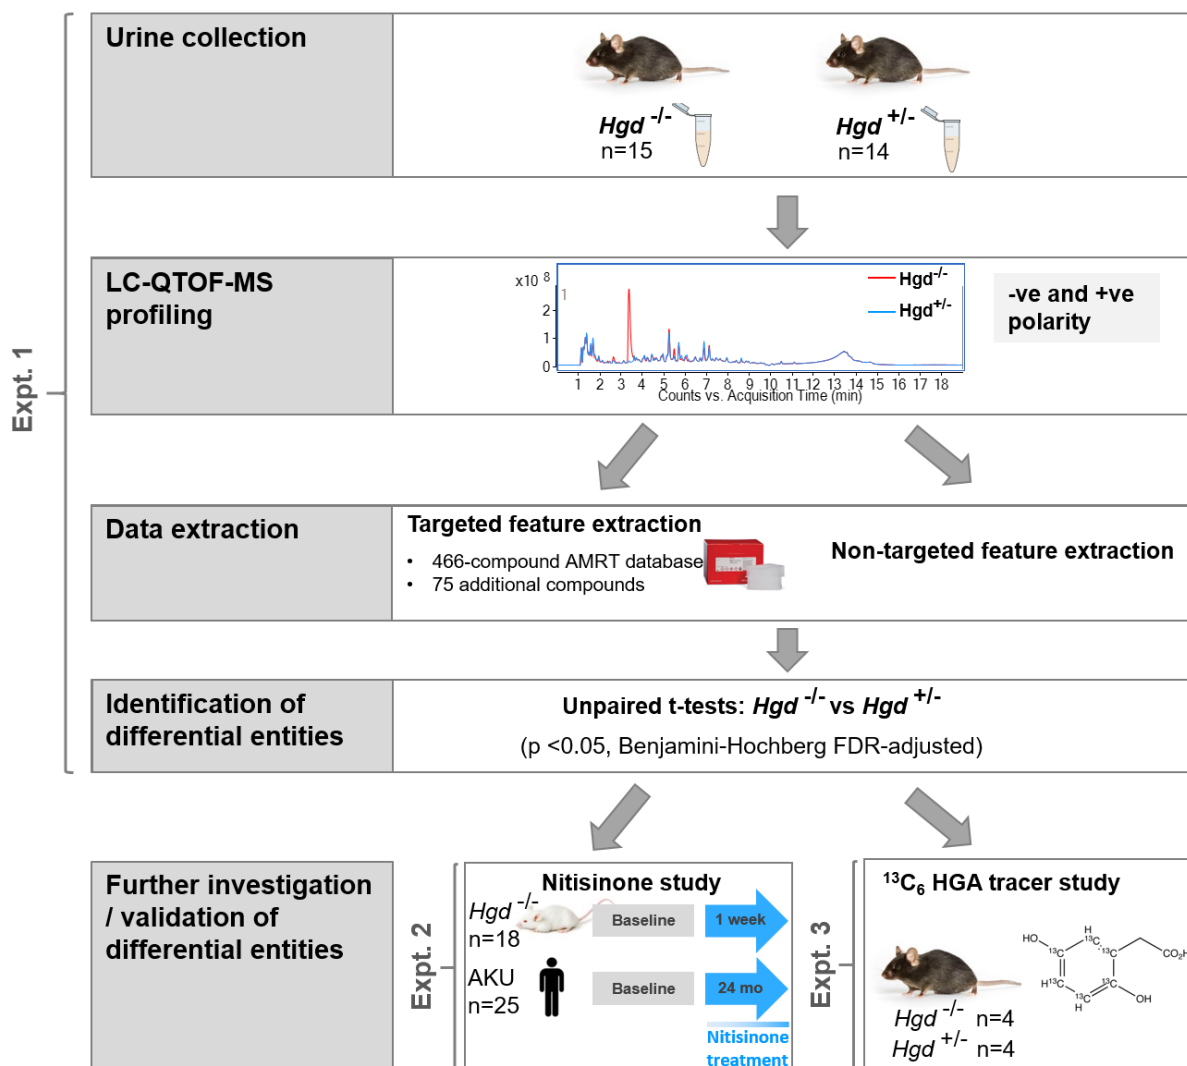 Urine collection
Hgd -/-
n=15
Hgd +/-
n=14
Expt. 1
LC-QTOF-MS
profiling
x10 8
1
2
1
0
Hgd-/-
Hgd+/-
1 2 3 4 5 6 7 8 9 10 11 12 13 14 15 16 17 18
Counts vs. Acquisition Time (min)
-ve and +ve
polarity
Data extraction
Targeted feature extraction
• 466-compound AMRT database
• 75 additional compounds
Non-targeted feature extraction
Identification of
differential entities
Unpaired t-tests: Hgd -/- vs Hgd +/-
(p <0.05, Benjamini-Hochberg FDR-adjusted)
Further investigation
/ validation of
differential entities
Expt. 2
Nitisinone study
Hgd -/-
n=18
Baseline
1 week
AKU
n=25
Baseline
24 mo
Nitisinone
treatment
Expt. 3
13C6 HGA tracer study
HO
H
13C
13C
13C
CO2H
H13C
13C
13C
H
OH
Hgd -/- n=4
Hgd +/- n=4